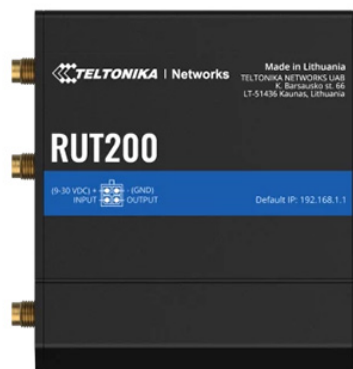 TELTONIKA | Networks
Made in Lithuania
TELTONIKA NETWORKS UAB
K. Barsausko st. 66
LT-51436 Kaunas, Lithuania
RUT200
(9-30 VDC) + - (GND)
INPUT OUTPUT
Default IP: 192.168.1.1